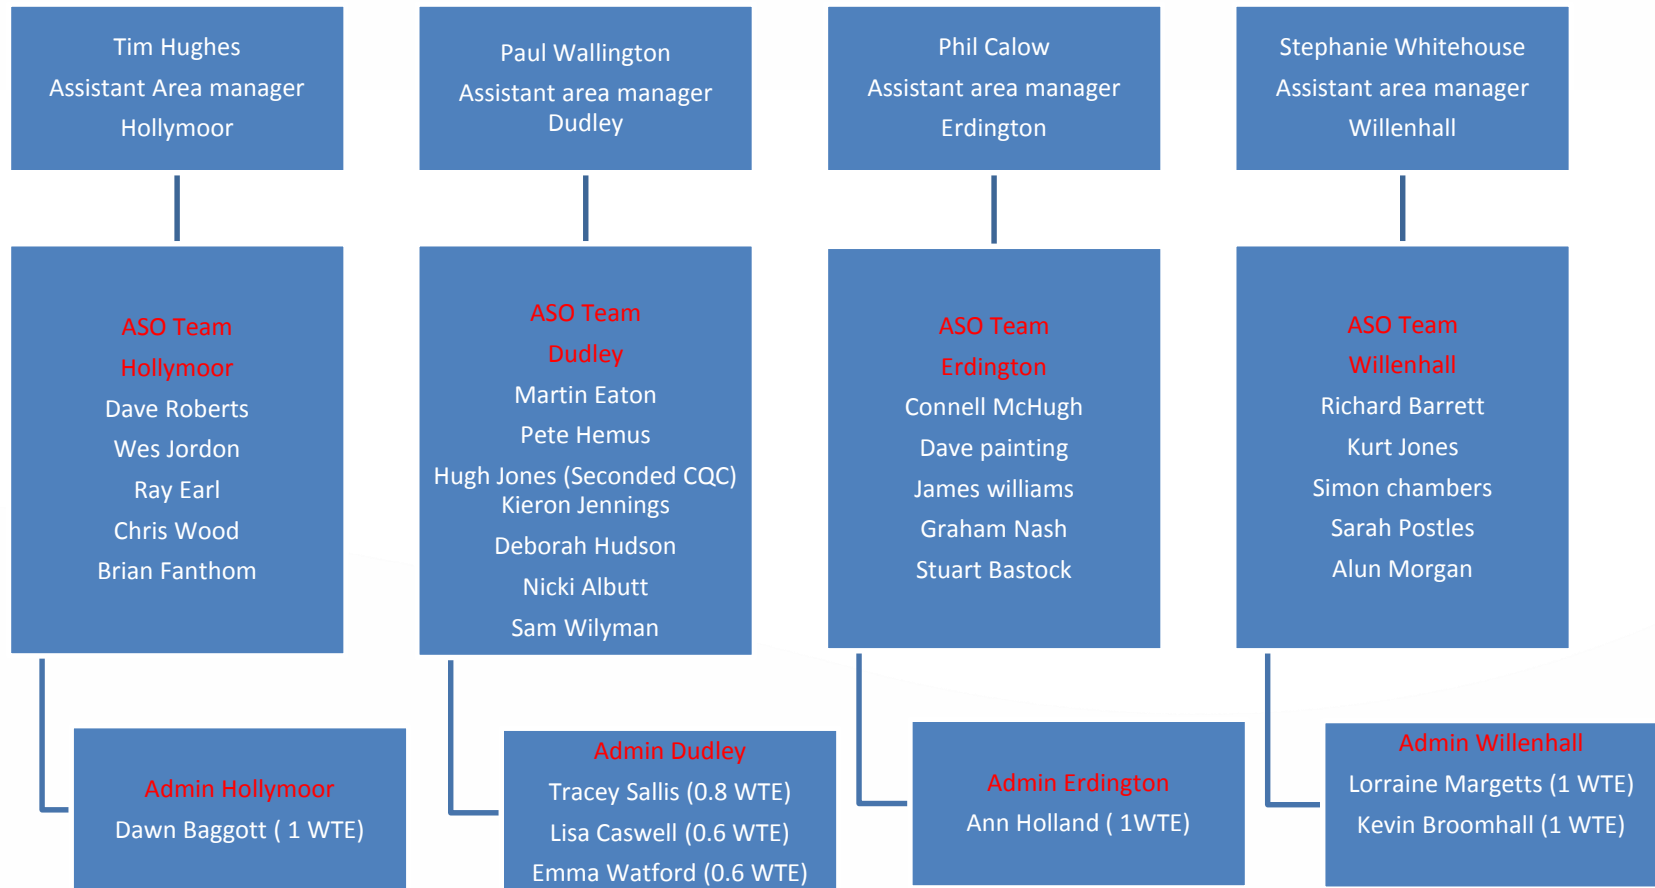 Tim Hughes
Assistant Area manager
Hollymoor
Paul Wallington
Assistant area manager
Dudley
Phil Calow
Assistant area manager
Erdington
Stephanie Whitehouse
Assistant area manager
Willenhall
ASO Team
Hollymoor
Dave Roberts
Wes Jordon
Ray Earl
Chris Wood
Brian Fanthom
ASO Team
Dudley
Martin Eaton
Pete Hemus
Hugh Jones (Seconded CQC)
Kieron Jennings
Deborah Hudson
Nicki Albutt
Sam Wilyman
ASO Team
Erdington
Connell McHugh
Dave painting
James williams
Graham Nash
Stuart Bastock
ASO Team
Willenhall
Richard Barrett
Kurt Jones
Simon chambers
Sarah Postles
Alun Morgan
Admin Hollymoor
Dawn Baggott ( 1 WTE)
Admin Dudley
Tracey Sallis (0.8 WTE)
Lisa Caswell (0.6 WTE)
Emma Watford (0.6 WTE)
Admin Erdington
Ann Holland ( 1WTE)
Admin Willenhall
Lorraine Margetts (1 WTE)
Kevin Broomhall (1 WTE)